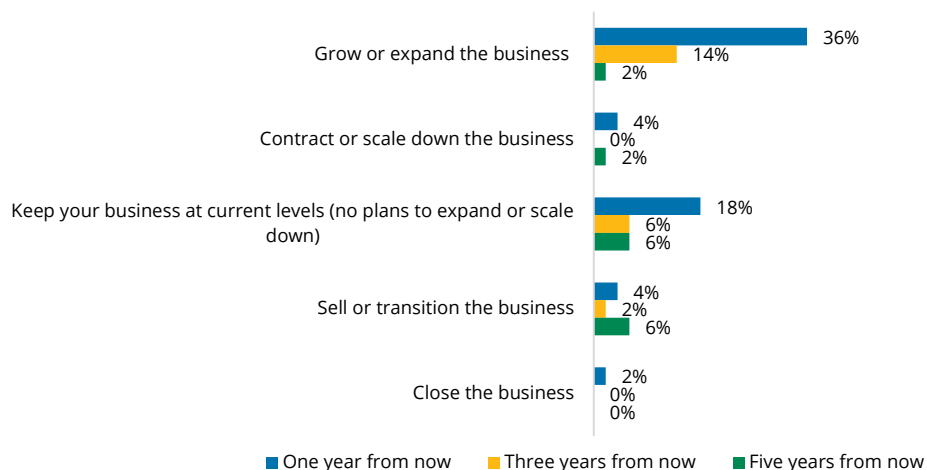 Grow or expand the business
36%
14%
2%
Contract or scale down the business
4%
0%
2%
Keep your business at current levels (no plans to expand or scale
down)
18%
6%
6%
Sell or transition the business
4%
2%
6%
Close the business
2%
0%
0%
One year from now Three years from now Five years from now